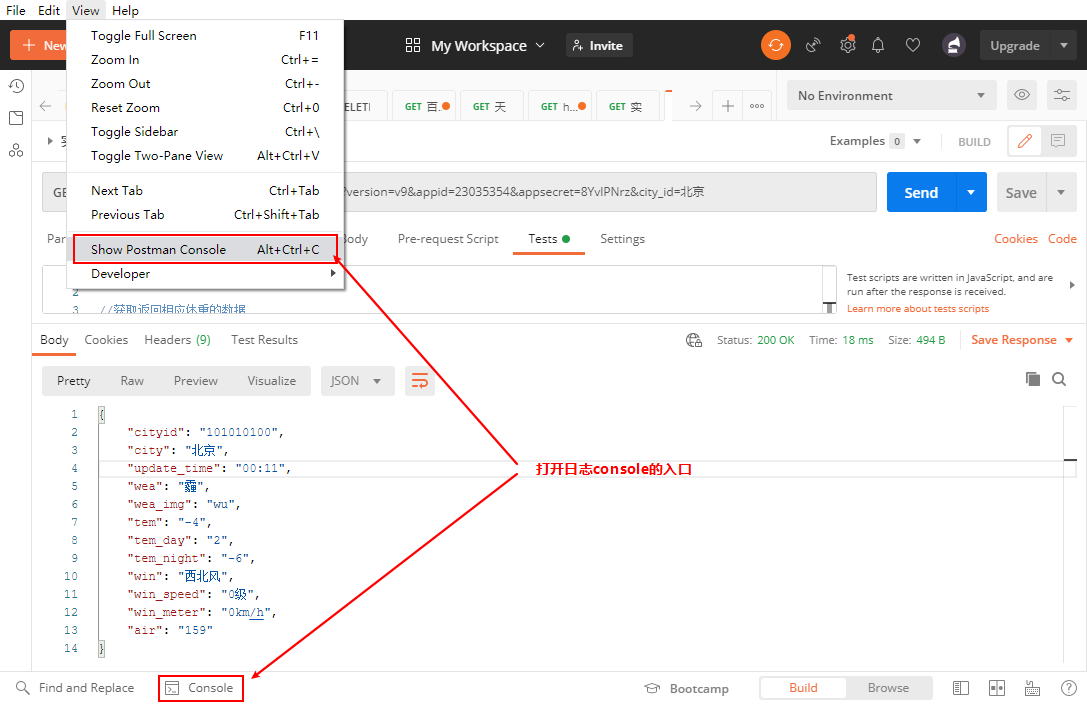 File Edit View Help
New
My Workspace
Invite
Upgrade
Toggle Full Screen F11
Zoom In Ctrl+=
Zoom Out Ctrl+-
Reset Zoom Ctrl+0
Toggle Sidebar Ctrl+\
Toggle Two-Pane View Alt+Ctrl+V
Next Tab Ctrl+Tab
Previous Tab Ctrl+Shift+Tab
Show Postman Console Alt+Ctrl+C
Developer
ELETI GET 百. GET 天 GET h... GET 实
No Environment
Examples 0 BUILD
GE ?version=v9&appid=23035354&appsecret=8YvlPNrz&city_id=北京 Send Save
Par Body Pre-request Script Tests Settings Cookies Code
2
3 //获取返回相应体重的数据
Test scripts are written in JavaScript, and are
run after the response is received.
Learn more about tests scripts
Body Cookies Headers (9) Test Results Status: 200 OK Time: 18 ms Size: 494 B Save Response
Pretty Raw Preview Visualize JSON
1 {
2 "cityid": "101010100",
3 "city": "北京",
4 "update_time": "00:11",
5 "wea": "霾",
6 "wea_img": "wu",
7 "tem": "-4",
8 "tem_day": "2",
9 "tem_night": "-6",
10 "win": "西北风",
11 "win_speed": "0级",
12 "win_meter": "0km/h",
13 "air": "159"
14 }
打开日志console的入口
Find and Replace Console Bootcamp Build Browse